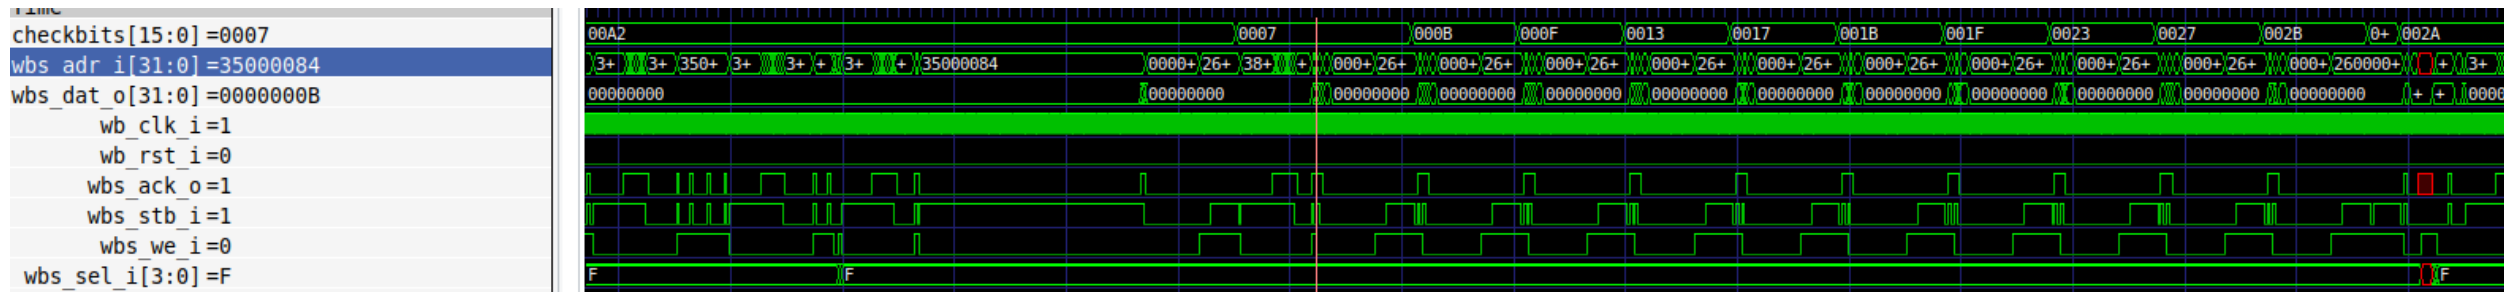 Time
checkbits[15:0] =0007 00A2 0007 000B 000F 0013 0017 001B 001F 0023 0027 002B 0+ 002A
wbs_adr_i[31:0] =35000084 3+ 3+ 350+ 3+ 3+ + 3+ + 35000084 0000+ 26+ 38+ + 000+ 26+ 000+ 26+ 000+ 26+ 000+ 26+ 000+ 26+ 000+ 26+ 000+ 26+ 000+ 26+ 000+ 26+ 000+ 260000+ + 3+
wbs_dat_o[31:0] =0000000B 00000000 00000000 00000000 00000000 00000000 00000000 00000000 00000000 00000000 00000000 00000000 00000000 + + 0000
wb_clk_i=1
wb_rst_i=0
wbs_ack_o=1
wbs_stb_i=1
wbs_we_i=0
wbs_sel_i[3:0] =F F F F